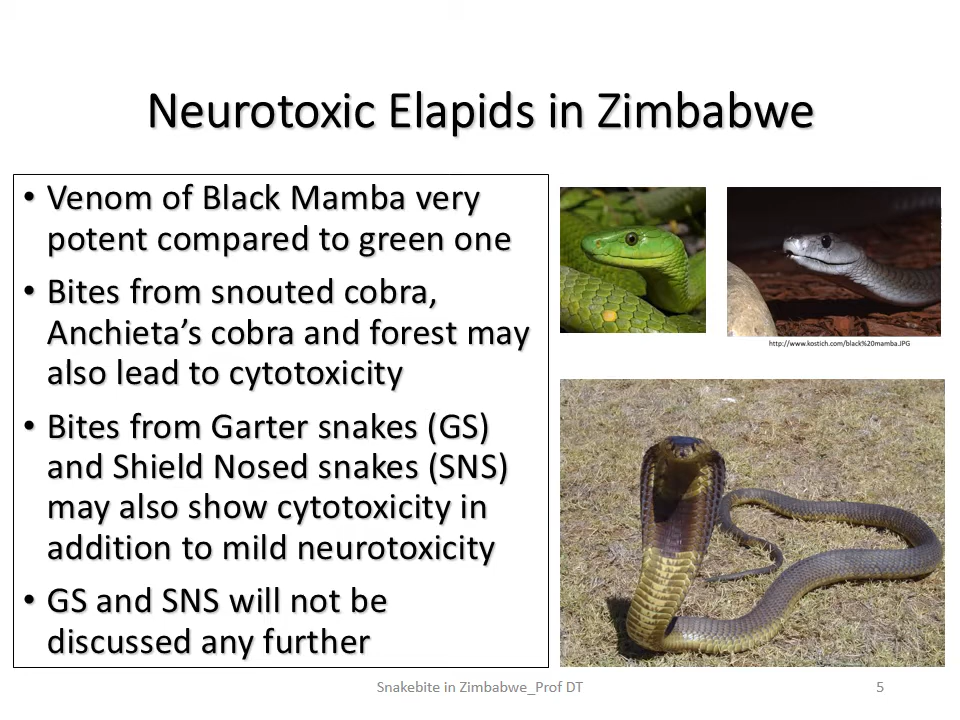 Neurotoxic Elapids in Zimbabwe
• Venom of Black Mamba very
potent compared to green one
• Bites from snouted cobra,
Anchieta’s cobra and forest may
also lead to cytotoxicity
• Bites from Garter snakes (GS)
and Shield Nosed snakes (SNS)
may also show cytotoxicity in
addition to mild neurotoxicity
• GS and SNS will not be
discussed any further
http://www.kostich.com/black%20mamba.JPG
Snakebite in Zimbabwe_Prof DT
5